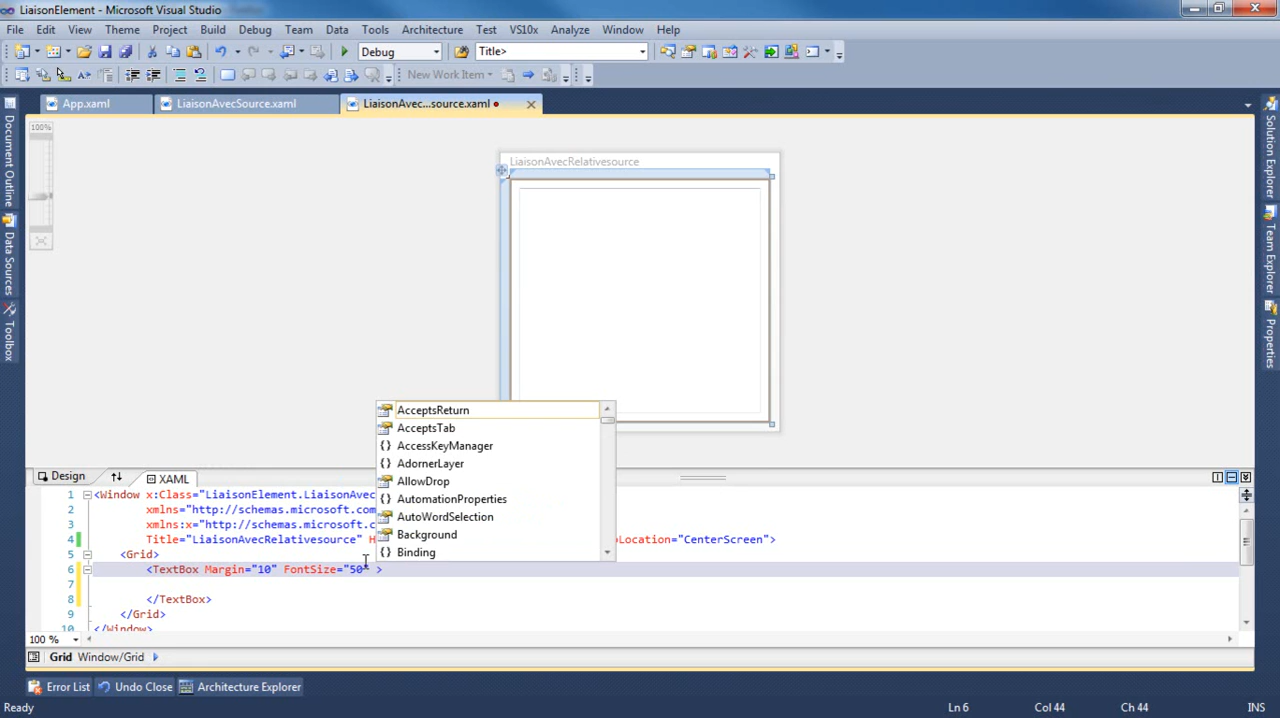 LiaisonElement - Microsoft Visual Studio
File Edit View Theme Project Build Debug Team Data Tools Architecture Test VS10x Analyze Window Help
Debug Title>
New Work Item
App.xaml LiaisonAvecSource.xaml LiaisonAvec...source.xaml
Document Outline
Data Sources
Toolbox
Solution Explorer
Team Explorer
Properties
100%
LiaisonAvecRelativesource
AcceptsReturn
AcceptsTab
AccessKeyManager
AdornerLayer
AllowDrop
AutomationProperties
AutoWordSelection
Background
Binding
Design XAML
1 <Window x:Class="LiaisonElement.LiaisonAvec
2 xmlns="http://schemas.microsoft.com
3 xmlns:x="http://schemas.microsoft.c
4 Title="LiaisonAvecRelativesource" H oLocation="CenterScreen">
5 <Grid>
6 <TextBox Margin="10" FontSize="50" >
7
8 </TextBox>
9 </Grid>
10 </Window>
100 %
Grid Window/Grid
Error List Undo Close Architecture Explorer
Ready Ln 6 Col 44 Ch 44 INS